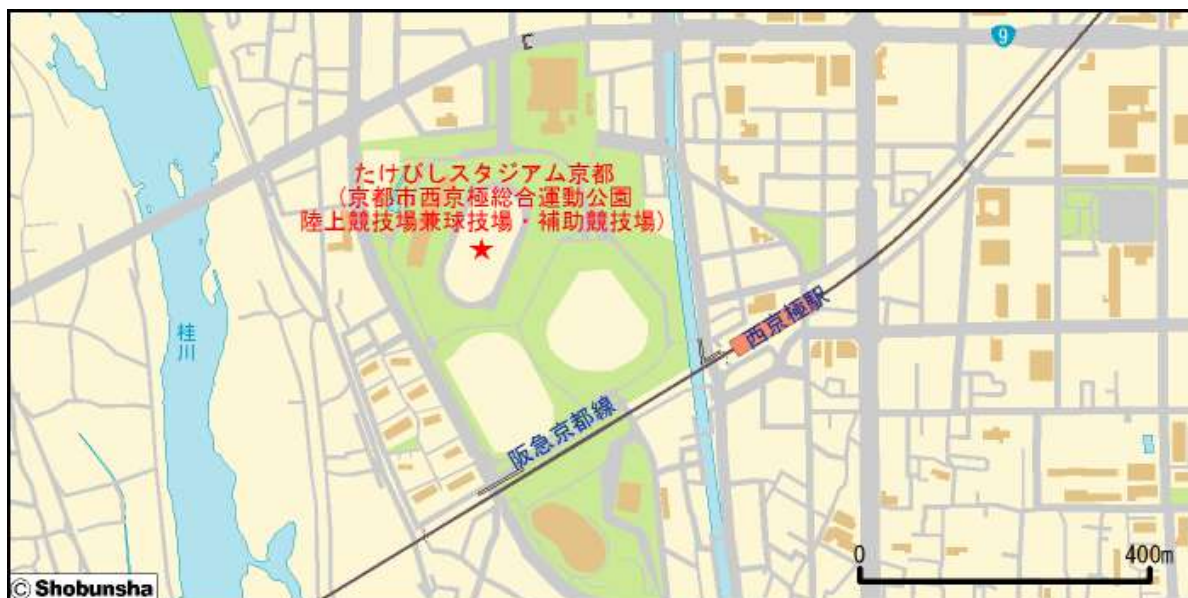 9
たけびしスタジアム京都
(京都市西京極総合運動公園
陸上競技場兼球技場・補助競技場)
★
西京極駅
桂川
阪急京都線
0 400m
© Shobunsha